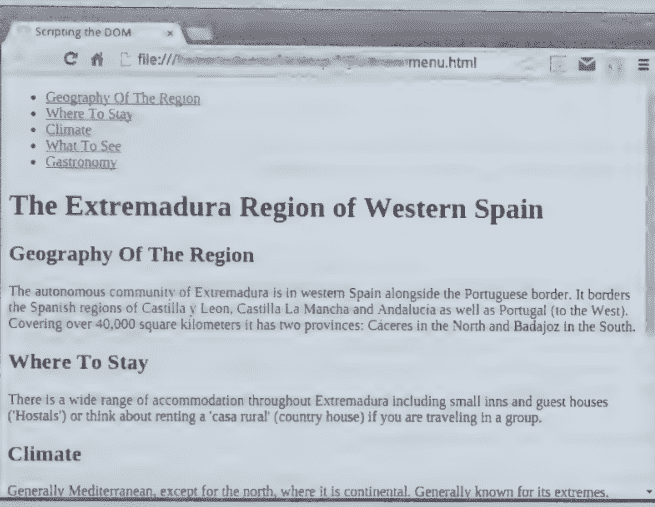 Scripting the DOM
file:///
menu.html
Geography Of The Region
Where To Stay
Climate
What To See
Gastronomy
The Extremadura Region of Western Spain
Geography Of The Region
The autonomous community of Extremadura is in western Spain alongside the Portuguese border. It borders
the Spanish regions of Castilla y Leon, Castilla La Mancha and Andalucia as well as Portugal (to the West).
Covering over 40,000 square kilometers it has two provinces: Cáceres in the North and Badajoz in the South.
Where To Stay
There is a wide range of accommodation throughout Extremadura including small inns and guest houses
('Hostals') or think about renting a 'casa rural' (country house) if you are traveling in a group.
Climate
Generally Mediterranean, except for the north, where it is continental. Generally known for its extremes.